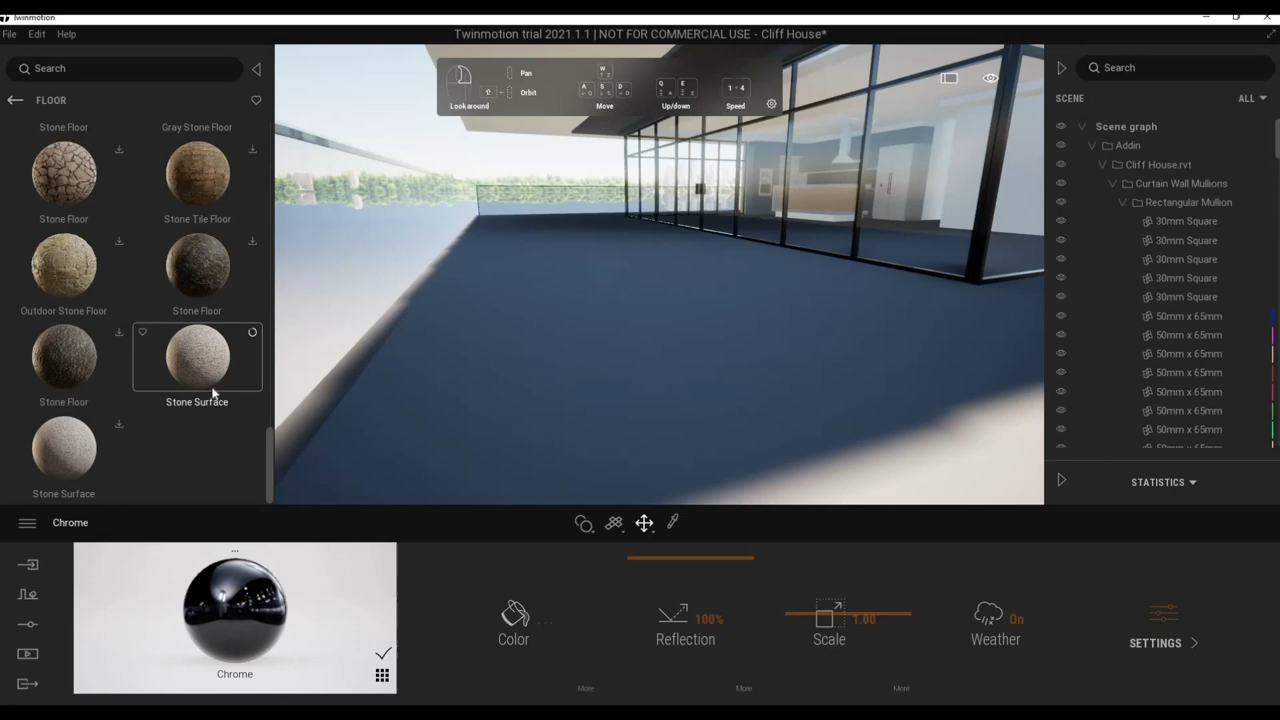 Twinmotion
File Edit Help
Twinmotion trial 2021.1.1 | NOT FOR COMMERCIAL USE - Cliff House*
Search
FLOOR
Stone Floor Gray Stone Floor
Stone Floor Stone Tile Floor
Outdoor Stone Floor Stone Floor
Stone Floor Stone Surface
Stone Surface
Look around
Pan
Orbit
W
Z
A S D
Q S D
Move
Q E
A E
Up/down
1 - 4
Speed
Search
SCENE ALL
Scene graph
Addin
Cliff House.rvt
Curtain Wall Mullions
Rectangular Mullion
30mm Square
30mm Square
30mm Square
30mm Square
30mm Square
50mm x 65mm
50mm x 65mm
50mm x 65mm
50mm x 65mm
50mm x 65mm
50mm x 65mm
50mm x 65mm
50mm x 65mm
STATISTICS
Chrome
...
Chrome
Color ...
More
Reflection 100%
More
Scale 1.00
More
Weather On
SETTINGS